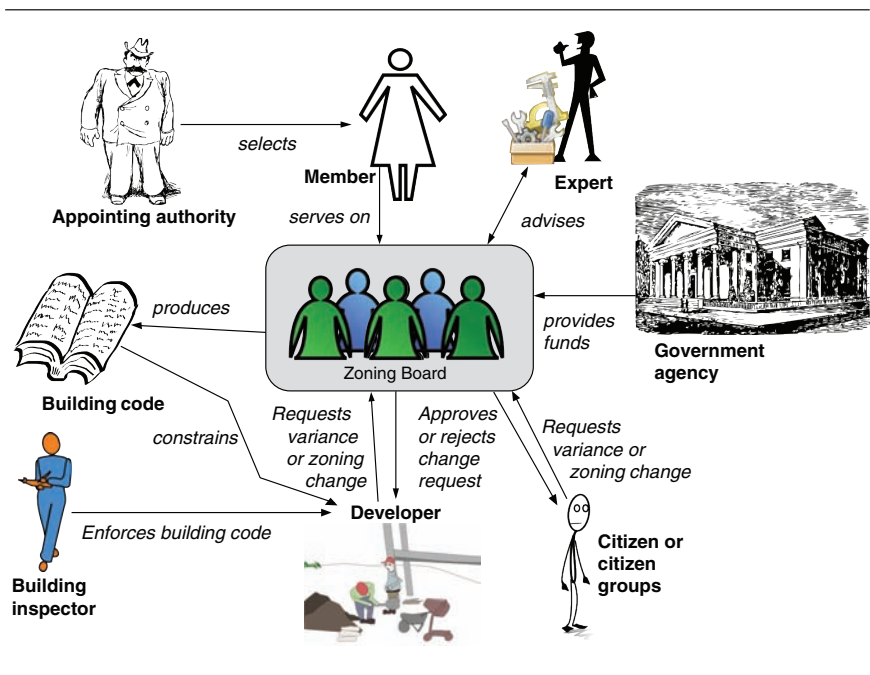 selects
Member
Expert
Appointing authority
serves on
advises
produces
provides
funds
Zoning Board
Government
agency
Building code
constrains
Requests
variance
or zoning
change
Approves
or rejects
change
request
Requests
variance or
zoning change
Developer
Enforces building code
Citizen or
citizen
groups
Building
inspector